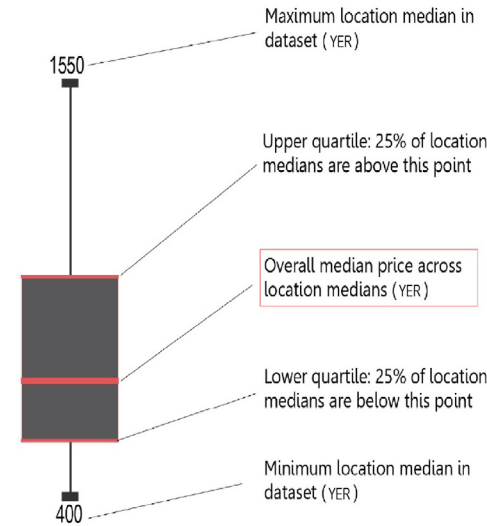 Maximum location median in
dataset (YER)
1550
Upper quartile: 25% of location
medians are above this point
Overall median price across
location medians (YER)
Lower quartile: 25% of location
medians are below this point
Minimum location median in
dataset (YER)
400